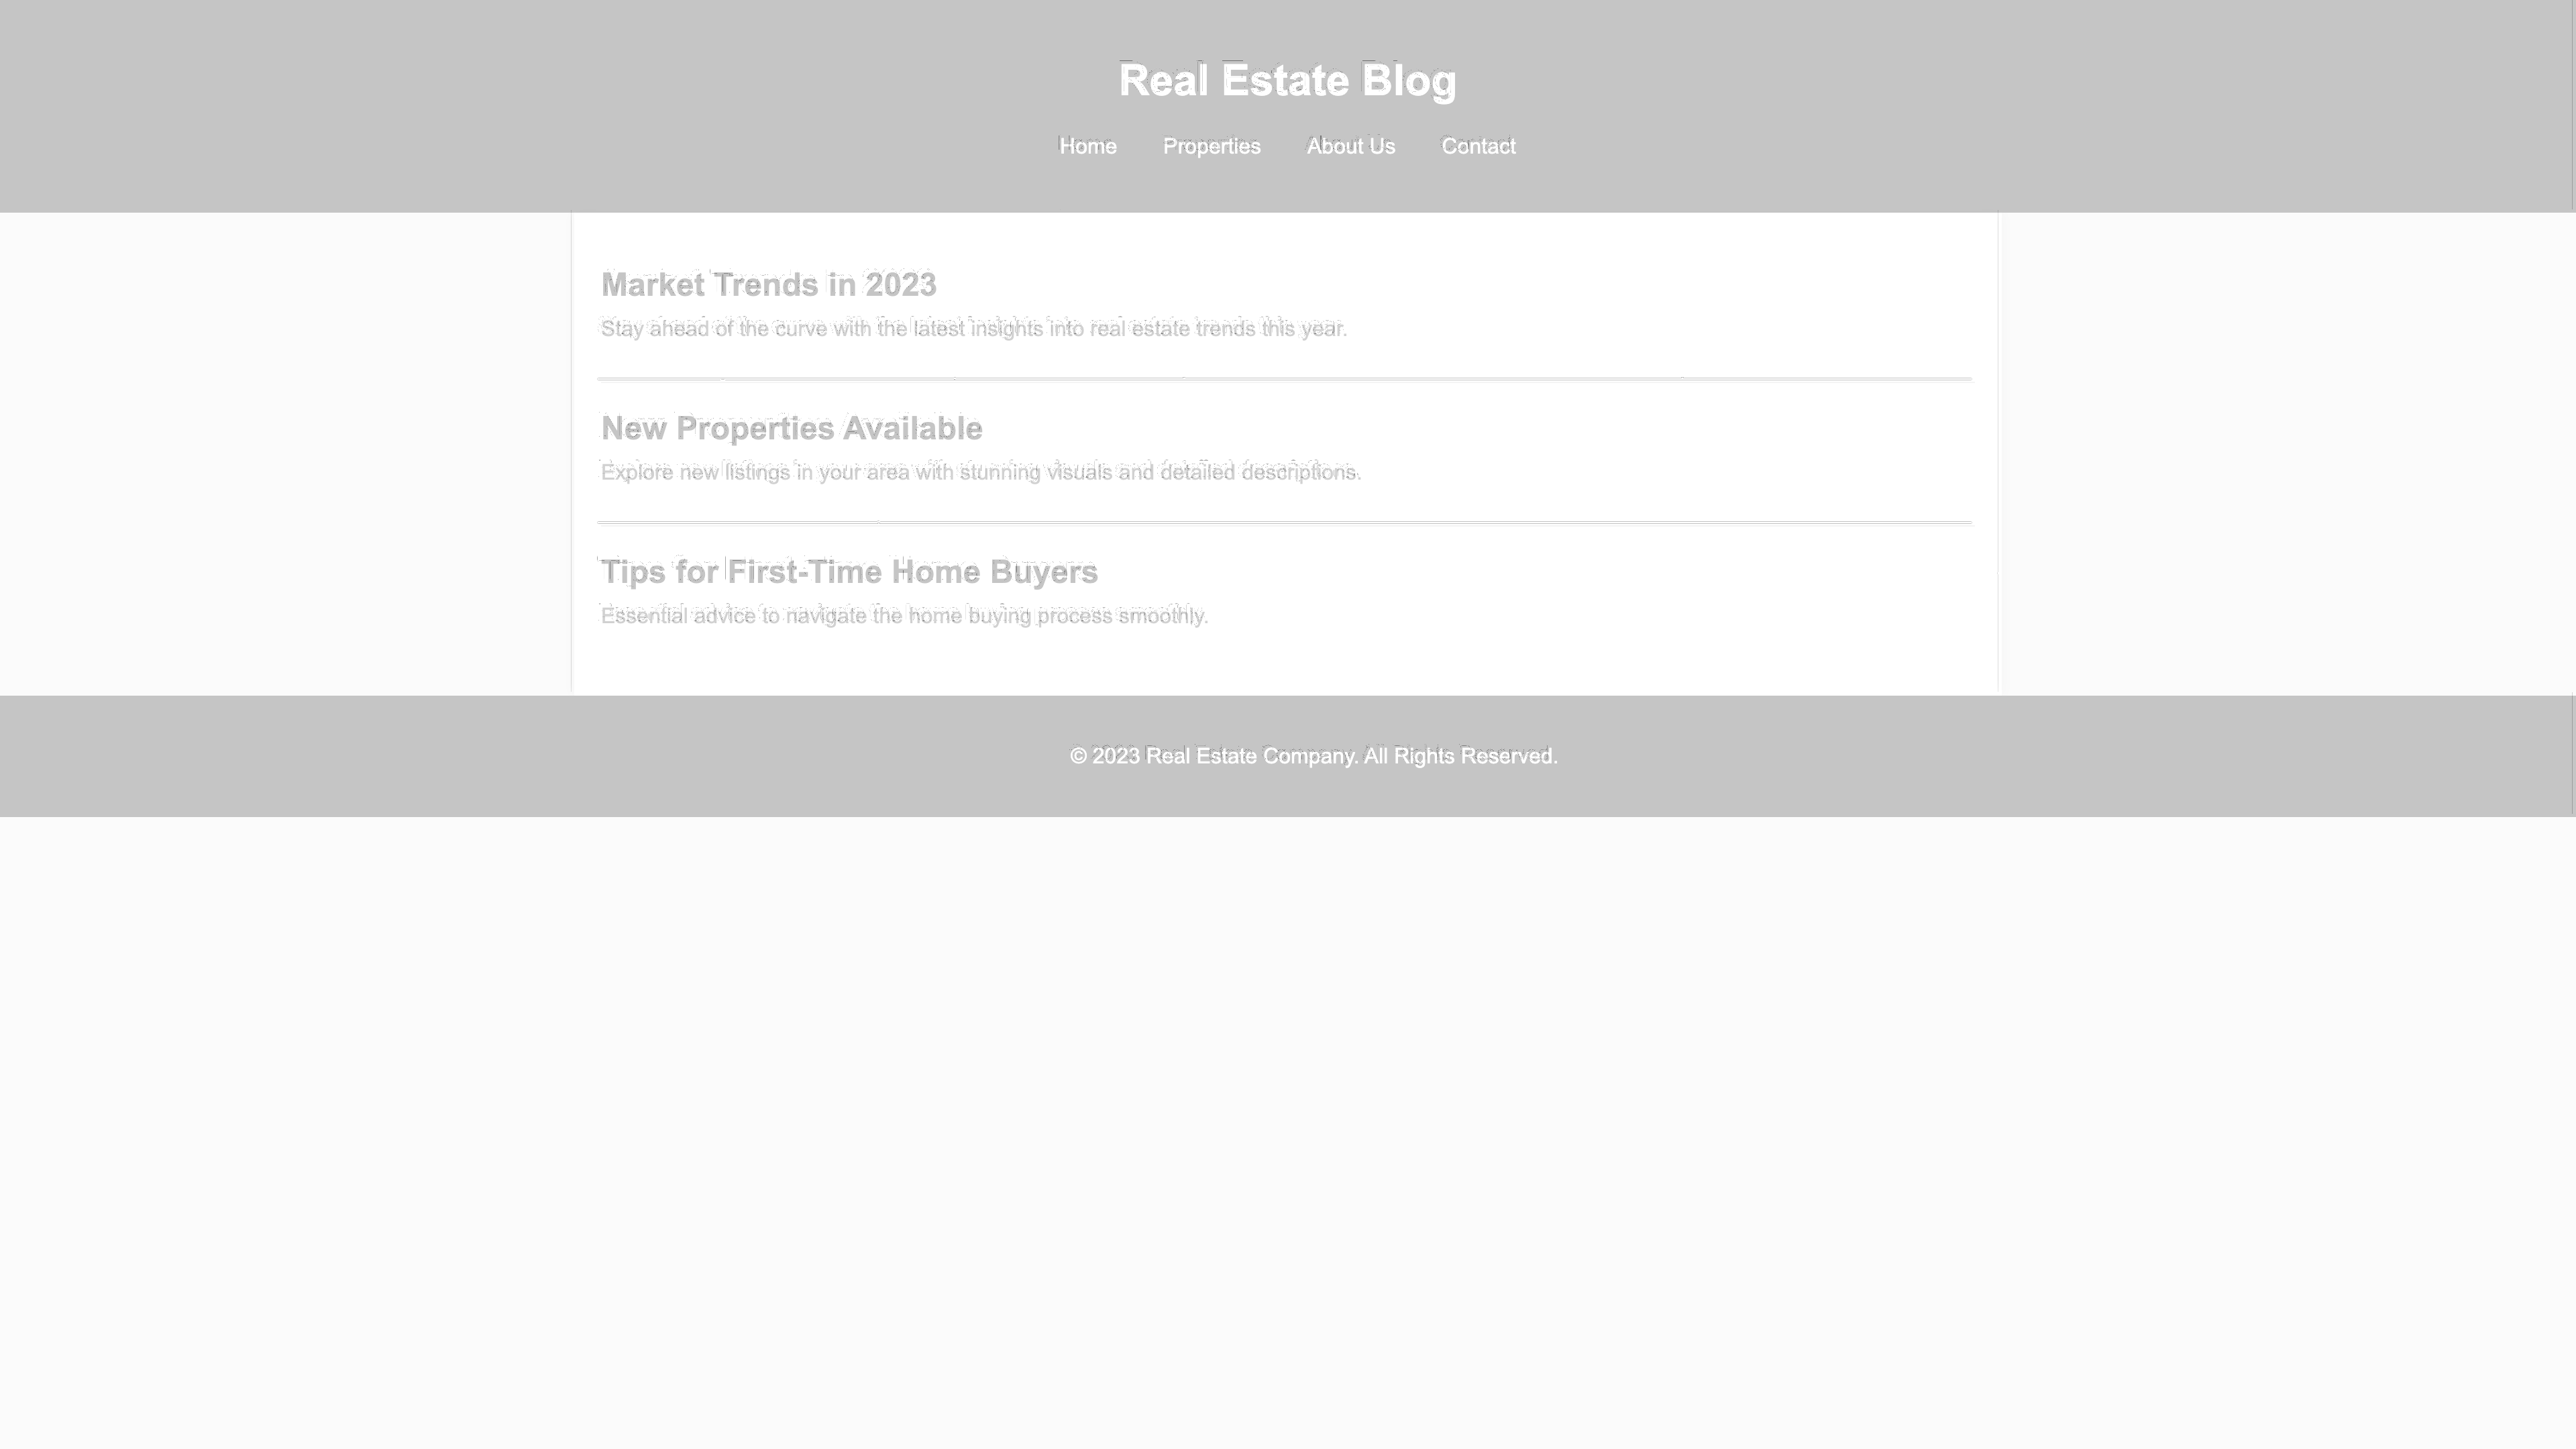 Real Estate Blog
Home Properties About Us Contact
Market Trends in 2023
Stay ahead of the curve with the latest insights into real estate trends this year.
New Properties Available
Explore new listings in your area with stunning visuals and detailed descriptions.
Tips for First-Time Home Buyers
Essential advice to navigate the home buying process smoothly.
© 2023 Real Estate Company. All Rights Reserved.